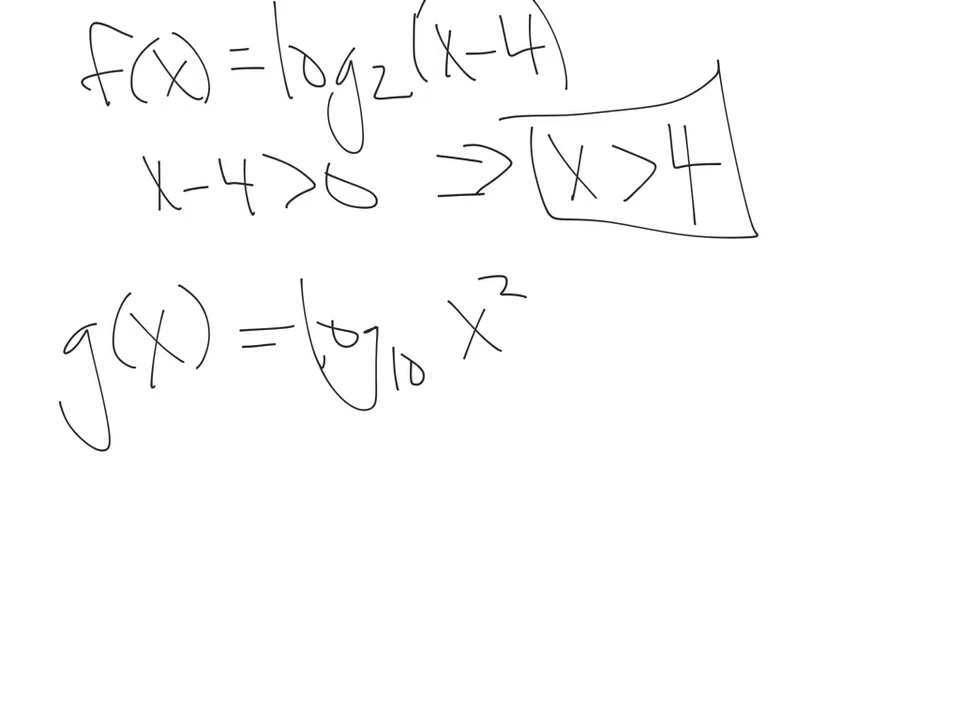 f(x) = log₂(x-4)
x-4>0 ⇒ x>4
g(x) = log₁₀ x²